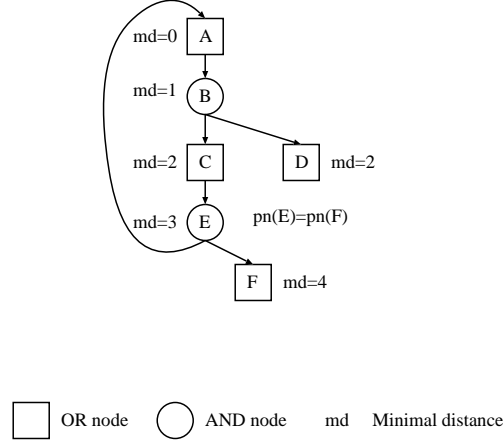 md=0 A
md=1 B
md=2 C D md=2
md=3 E pn(E)=pn(F)
F md=4
OR node AND node md Minimal distance